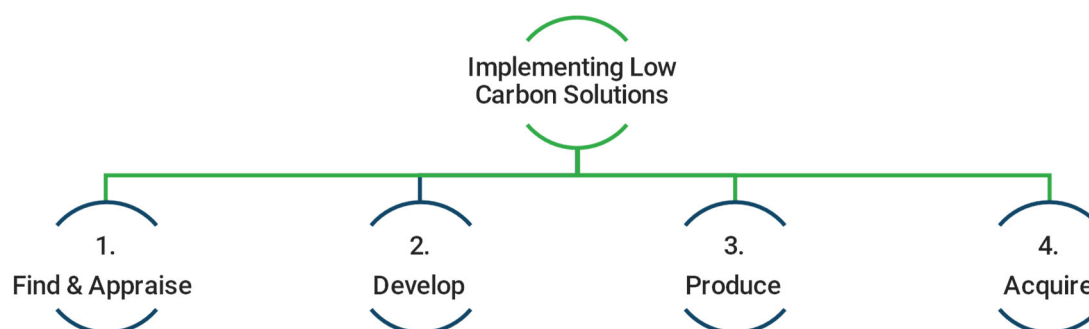 Implementing Low
Carbon Solutions
1.
Find & Appraise
2.
Develop
3.
Produce
4.
Acquire